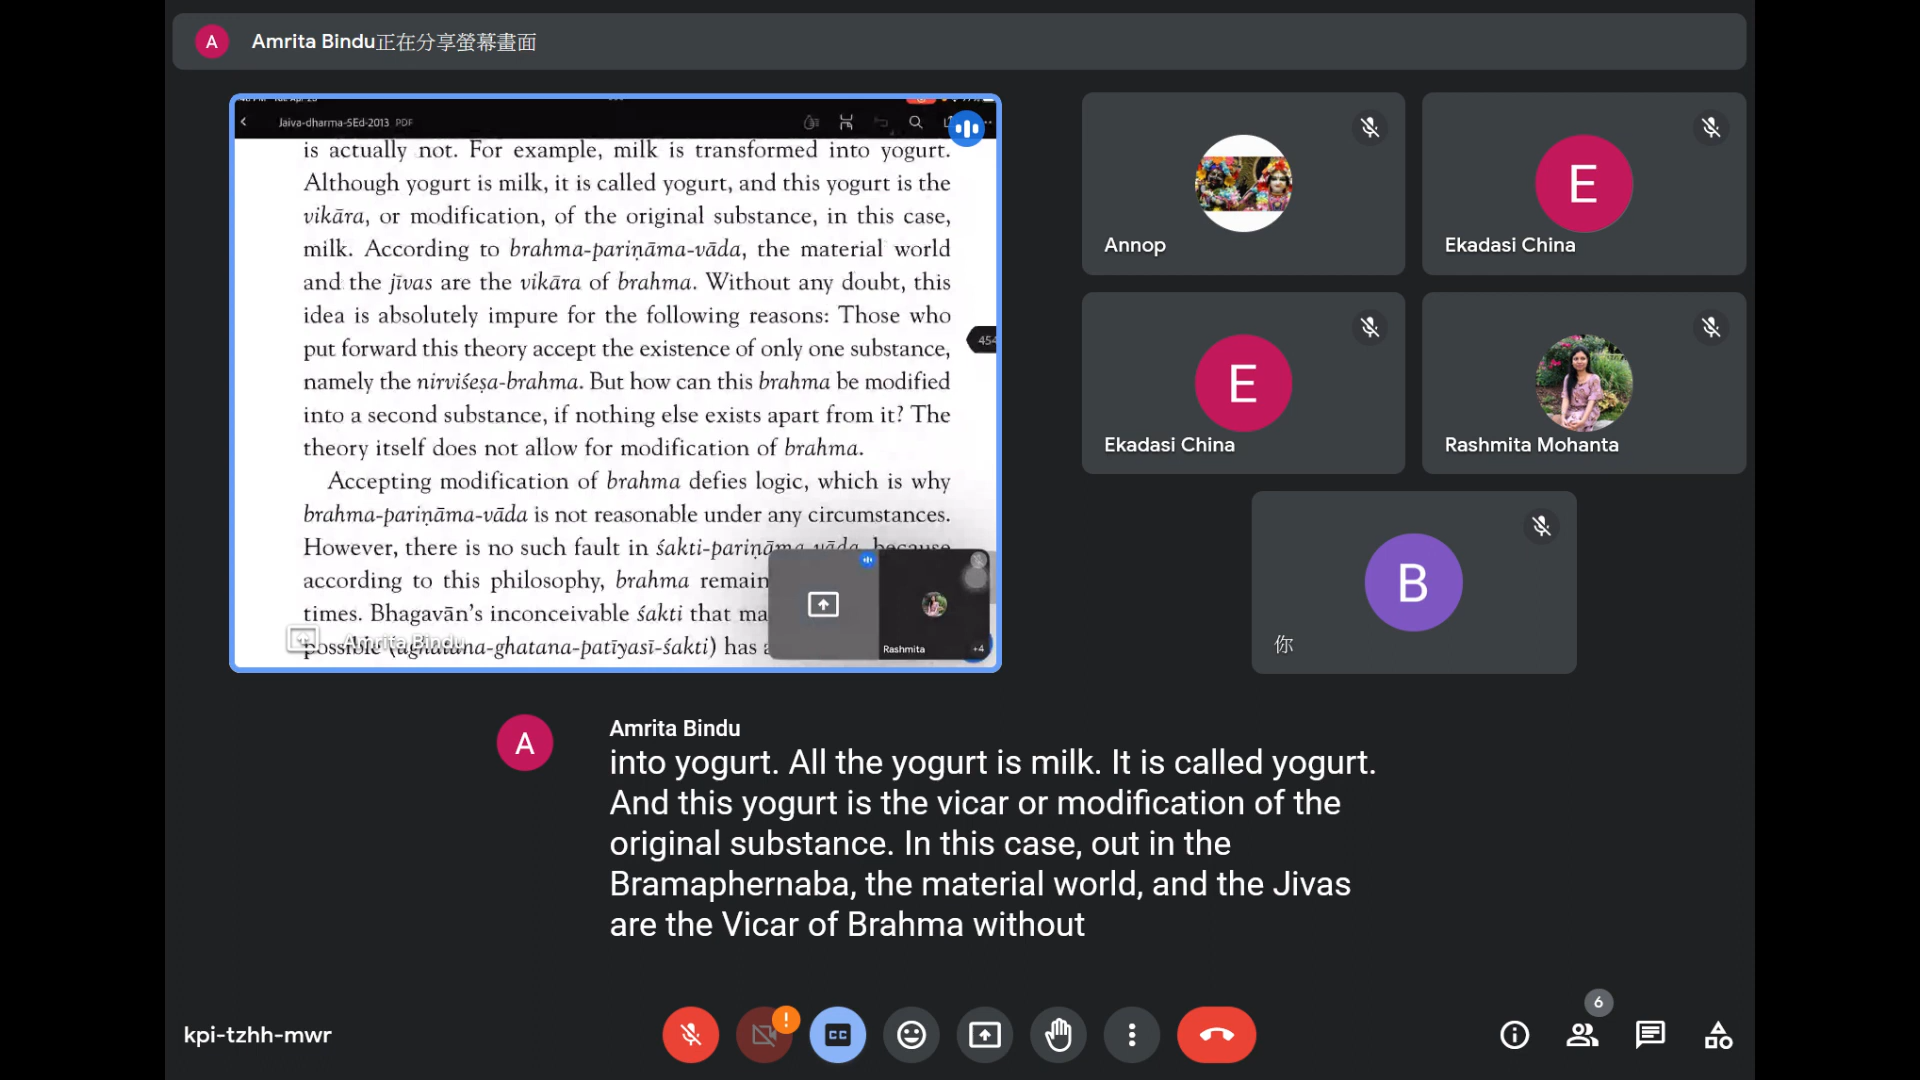 A
Amrita Bindu正在分享螢幕畫面
Jaiva-dharma-5Ed-2013 PDF
is actually not. For example, milk is transformed into yogurt.
Although yogurt is milk, it is called yogurt, and this yogurt is the
vikāra, or modification, of the original substance, in this case,
milk. According to brahma-pariṇāma-vāda, the material world
and the jīvas are the vikāra of brahma. Without any doubt, this
idea is absolutely impure for the following reasons: Those who
put forward this theory accept the existence of only one substance,
namely the nirviśeṣa-brahma. But how can this brahma be modified
into a second substance, if nothing else exists apart from it? The
theory itself does not allow for modification of brahma.
Accepting modification of brahma defies logic, which is why
brahma-pariṇāma-vāda is not reasonable under any circumstances.
However, there is no such fault in śakti-pariṇāma-vāda, because
according to this philosophy, brahma remain
times. Bhagavān's inconceivable śakti that ma
possible (aghaṭana-ghaṭana-paṭīyasī-śakti) has
454
Amrita Bindu
Rashmita
+4
Annop
E
Ekadasi China
E
Ekadasi China
Rashmita Mohanta
B
你
A
Amrita Bindu
into yogurt. All the yogurt is milk. It is called yogurt.
And this yogurt is the vicar or modification of the
original substance. In this case, out in the
Bramaphernaba, the material world, and the Jivas
are the Vicar of Brahma without
kpi-tzhh-mwr
!
CC
6